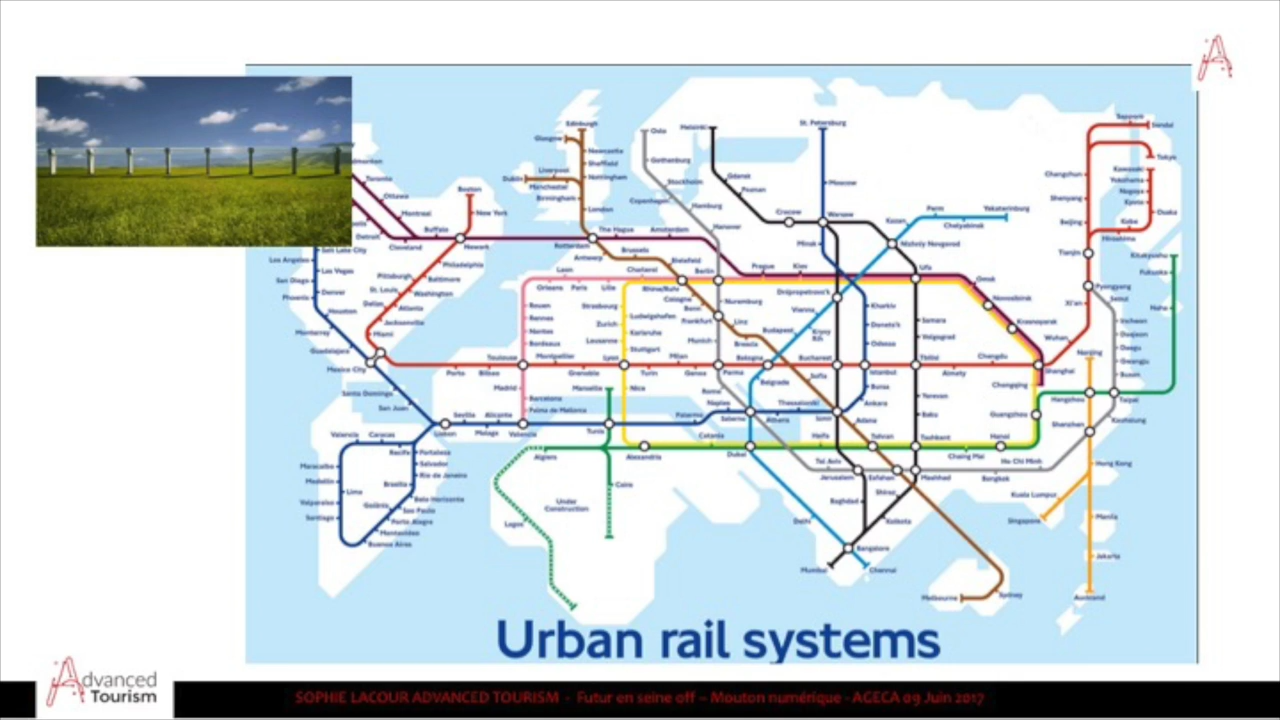 Edinburgh
Glasgow
Newcastle
Sheffield
Liverpool
Nottingham
Dublin
Manchester
Birmingham
London
Oslo
Helsinki
St. Petersburg
Gothenburg
Stockholm
Gdansk
Poznan
Copenhagen
Hamburg
Hanover
Moscow
Cracow
Warsaw
Minsk
Kazan
Perm
Yekaterinburg
Chelyabinsk
Nizhniy Novgorod
Sapporo
Sendai
Tokyo
Changchun
Kawasaki
Yokohama
Nagoya
Shenyang
Kyoto
Osaka
Beijing
Kobe
Hiroshima
Tianjin
Kitakyushu
Fukuoka
Naha
Pyongyang
Seoul
Xi'an
Incheon
Daejeon
Daegu
Gwangju
Busan
Wuhan
Nanjing
Shanghai
Hangzhou
Taipei
Kaohsiung
Shenzhen
Hong Kong
Manila
Jakarta
Auckland
Toronto
Ottawa
Montreal
Boston
New York
Buffalo
Detroit
Cleveland
Newark
Salt Lake City
Los Angeles
Las Vegas
San Diego
Denver
Phoenix
Houston
Monterrey
Guadalajara
Mexico City
Philadelphia
Pittsburgh
Baltimore
St. Louis
Washington
Dallas
Atlanta
Jacksonville
Miami
Santo Domingo
San Juan
The Hague
Amsterdam
Rotterdam
Antwerp
Brussels
Bielefeld
Charleroi
Berlin
Prague
Kiev
Ufa
Omsk
Novosibirsk
Krasnoyarsk
Laon
Orleans
Paris
Lille
Rhine/Ruhr
Cologne
Bonn
Frankfurt
Nuremburg
Linz
Munich
Brescia
Rouen
Rennes
Nantes
Bordeaux
Strasbourg
Ludwigshafen
Zurich
Karlsruhe
Lausanne
Stuttgart
Vienna
Budapest
Kharkiv
Donets'k
Odessa
Samara
Volgograd
Toulouse
Montpellier
Lyon
Milan
Bologna
Bucharest
Tbilisi
Chengdu
Porto
Bilbao
Grenoble
Turin
Genoa
Parma
Belgrade
Sofia
Istanbul
Almaty
Chongqing
Madrid
Barcelona
Palma de Mallorca
Marseille
Nice
Rome
Naples
Bursa
Ankara
Yerevan
Baku
Guangzhou
Lisbon
Seville
Alicante
Malaga
Valencia
Tunis
Palermo
Salerno
Athens
Thessaloniki
Izmir
Adana
Algiers
Alexandria
Catania
Dubai
Haifa
Tehran
Tashkent
Hanoi
Chaing Mai
Ho Chi Minh
Tel Aviv
Jerusalem
Esfahan
Mashhad
Bangkok
Shiraz
Baghdad
Kolkata
Kuala Lumpur
Singapore
Delhi
Bangalore
Mumbai
Chennai
Cairo
Lagos
Under
Construction
Melbourne
Sydney
Valencia
Caracas
Maracaibo
Medellin
Lima
Valparaiso
Santiago
Recife
Fortaleza
Salvador
Rio de Janeiro
Brasilia
Belo Horizonte
Goiânia
Sao Paulo
Porto Alegre
Montevideo
Buenos Aires
Urban rail systems
Advanced
Tourism
SOPHIE LACOUR ADVANCED TOURISM - Futur en seine off – Mouton numérique - AGECA 09 Juin 2017